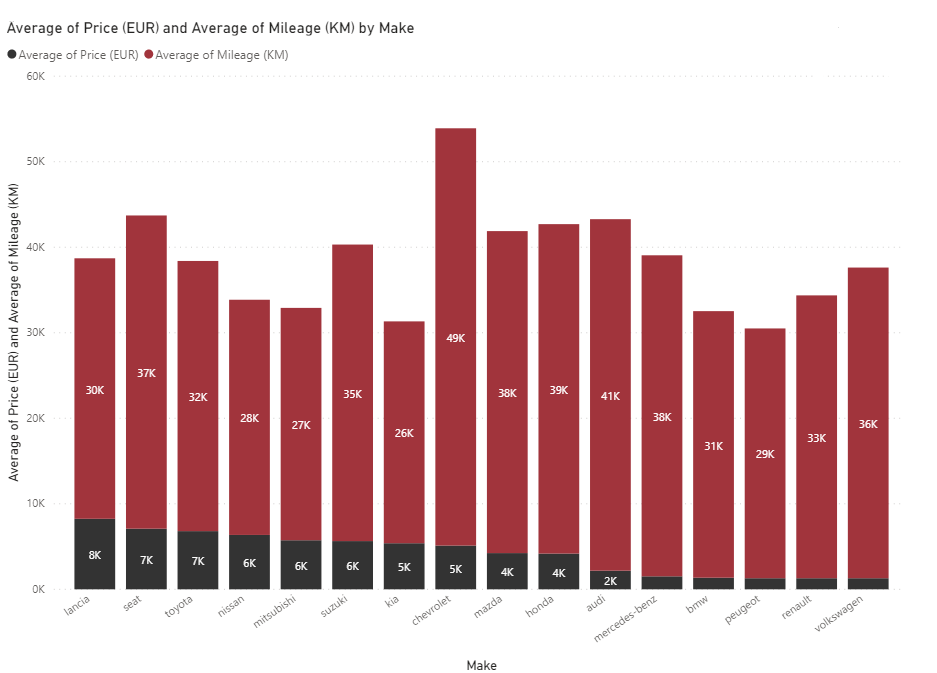 Average of Price (EUR) and Average of Mileage (KM) by Make
Average of Price (EUR) Average of Mileage (KM)
Average of Price (EUR) and Average of Mileage (KM)
60K
50K
40K
30K
20K
10K
0K
30K 37K 32K 28K 27K 35K 26K 49K 38K 39K 41K 38K 31K 29K 33K 36K
8K 7K 7K 6K 6K 6K 5K 5K 4K 4K 2K
lancia seat toyota nissan mitsubishi suzuki kia chevrolet mazda honda audi mercedes-benz bmw peugeot renault volkswagen
Make